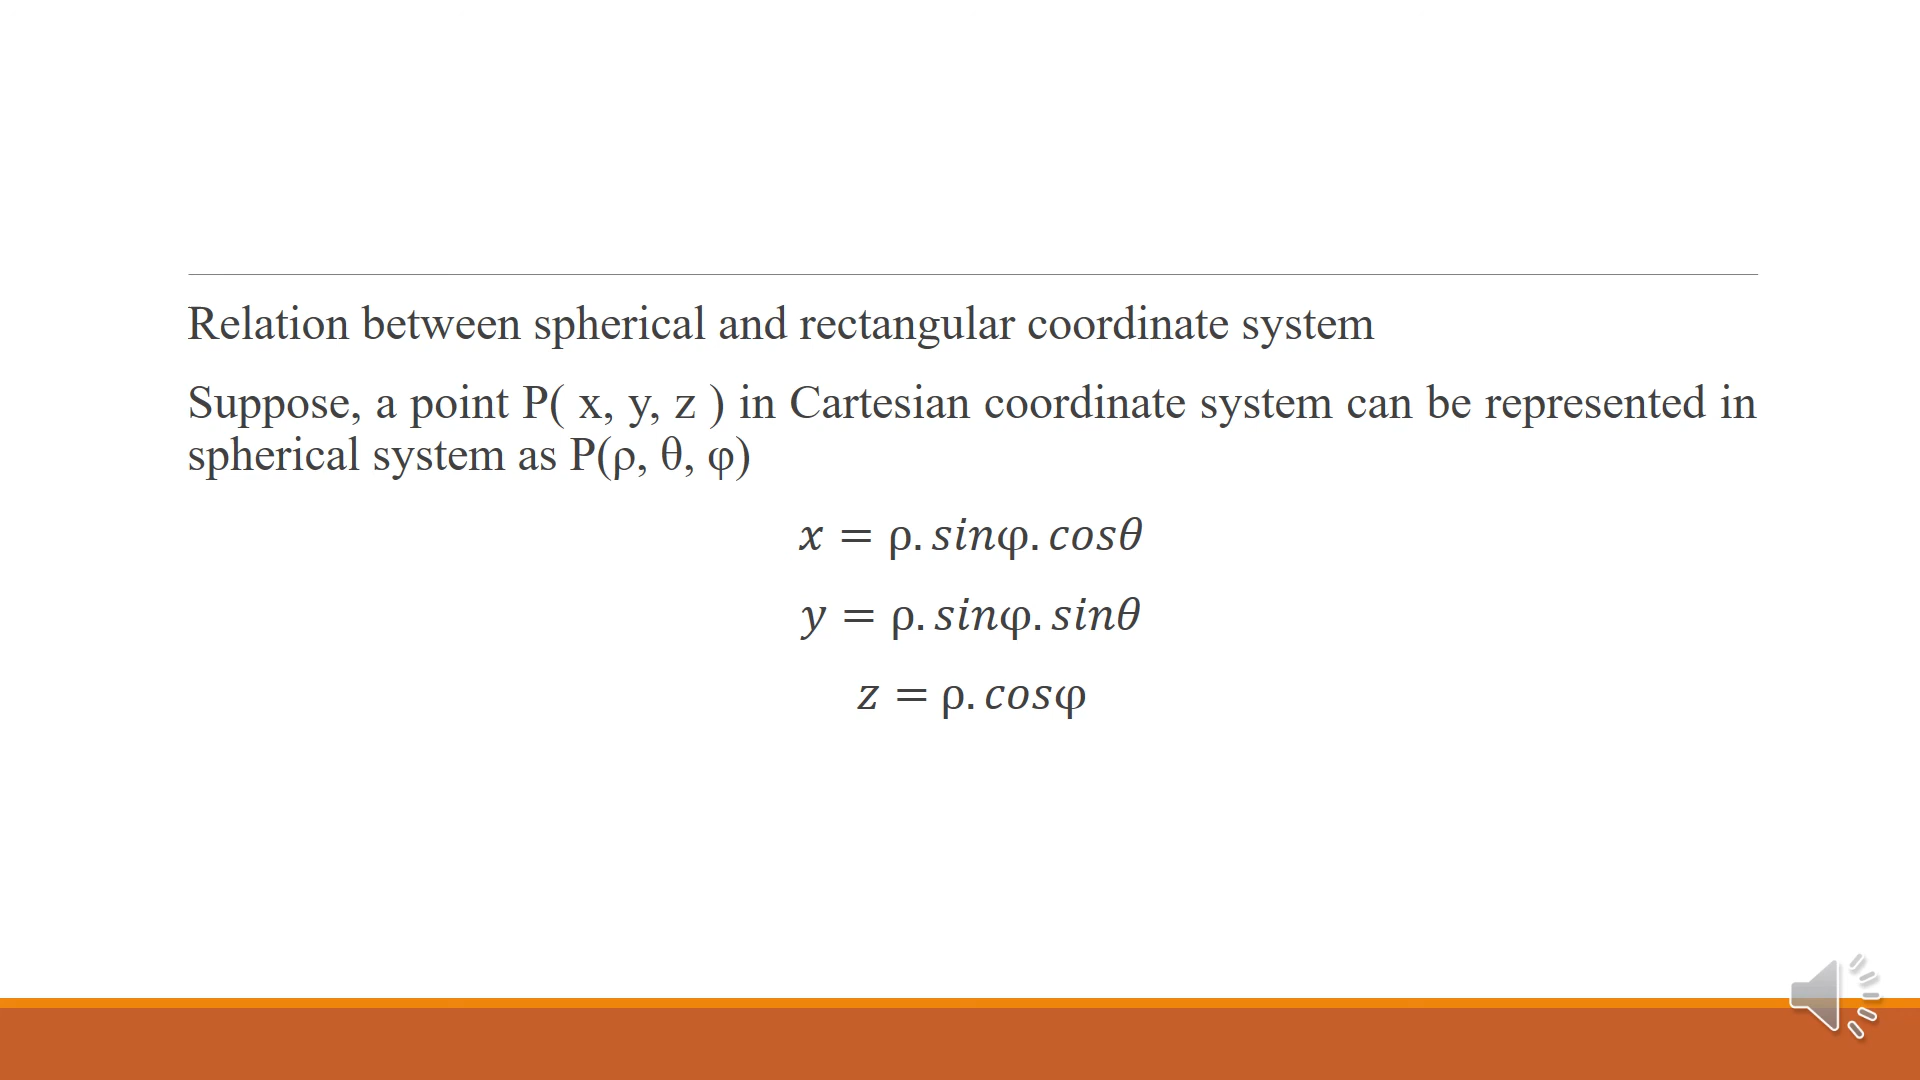 Relation between spherical and rectangular coordinate system
Suppose, a point P( x, y, z ) in Cartesian coordinate system can be represented in
spherical system as P(ρ, θ, φ)
x = ρ. sinφ. cosθ
y = ρ. sinφ. sinθ
z = ρ. cosφ